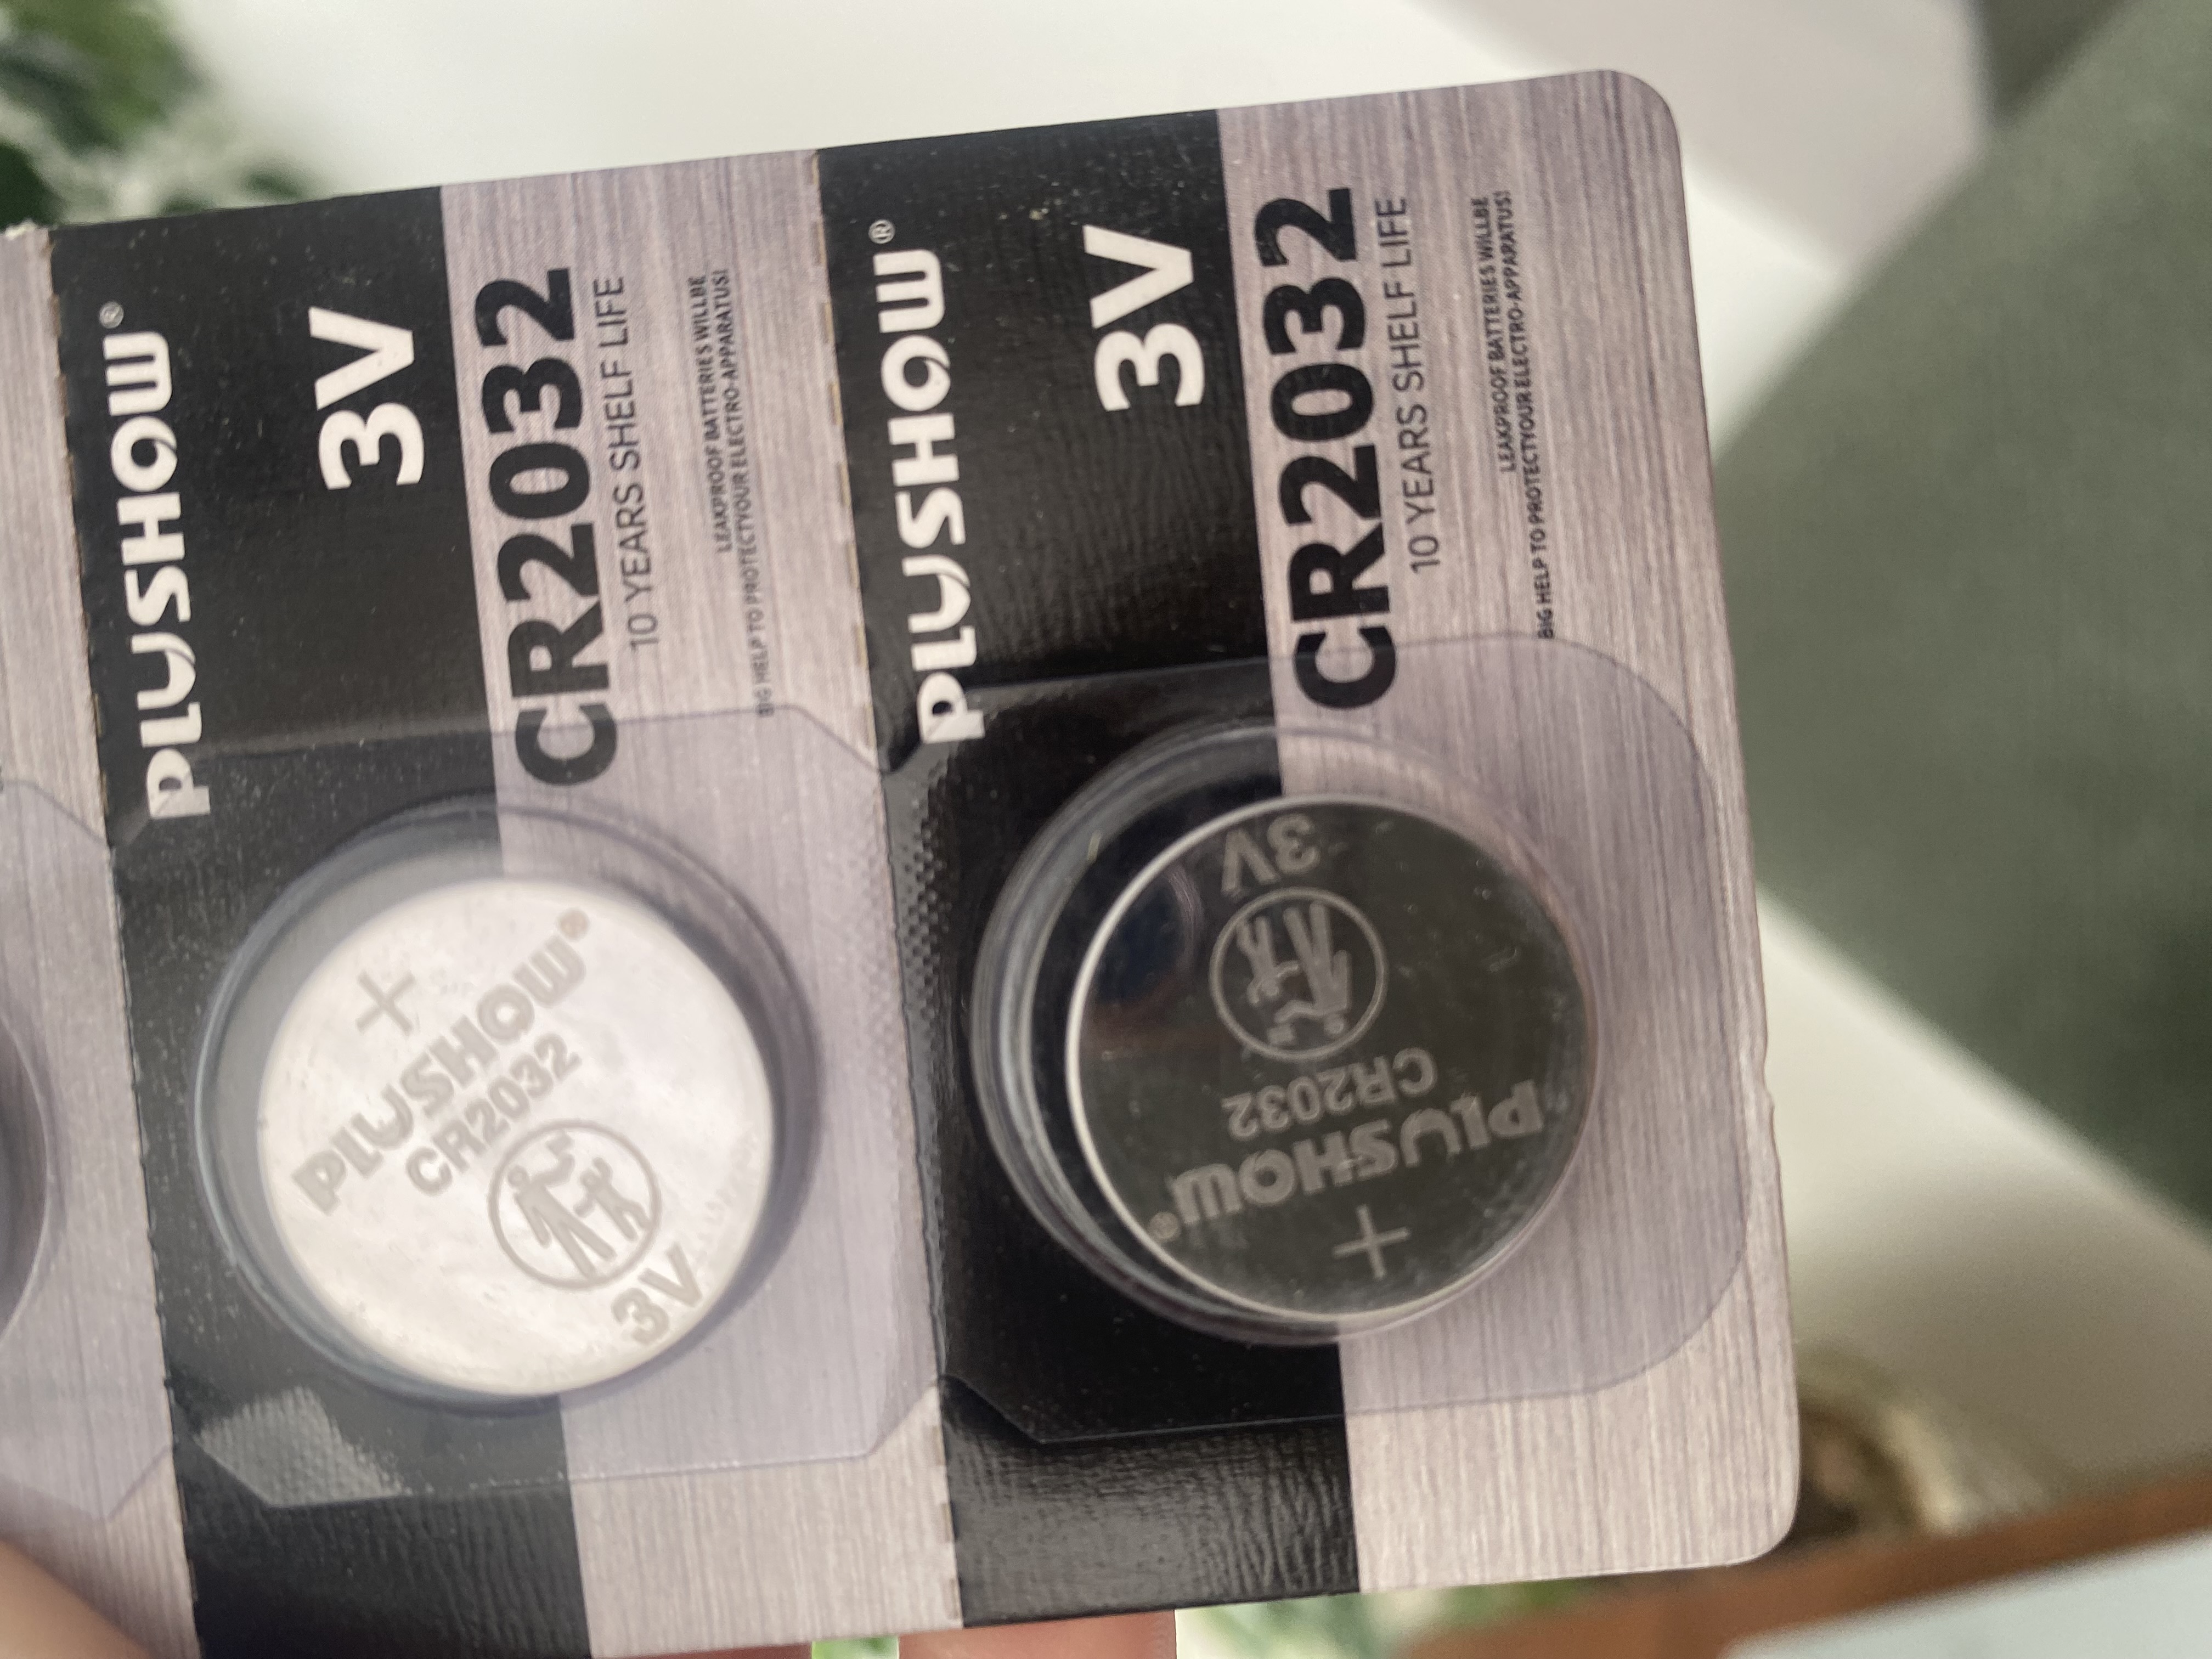 PLUSHOW®
3V
CR2032
10 YEARS SHELF LIFE
LEAKPROOF BATTERIES WILLBE
BIG HELP TO PROTECTYOUR ELECTRO-APPARATUS!
+
PLUSHOW®
CR2032
3V
PLUSHOW®
3V
CR2032
10 YEARS SHELF LIFE
LEAKPROOF BATTERIES WILLBE
BIG HELP TO PROTECTYOUR ELECTRO-APPARATUS!
+
PLUSHOW®
CR2032
3V